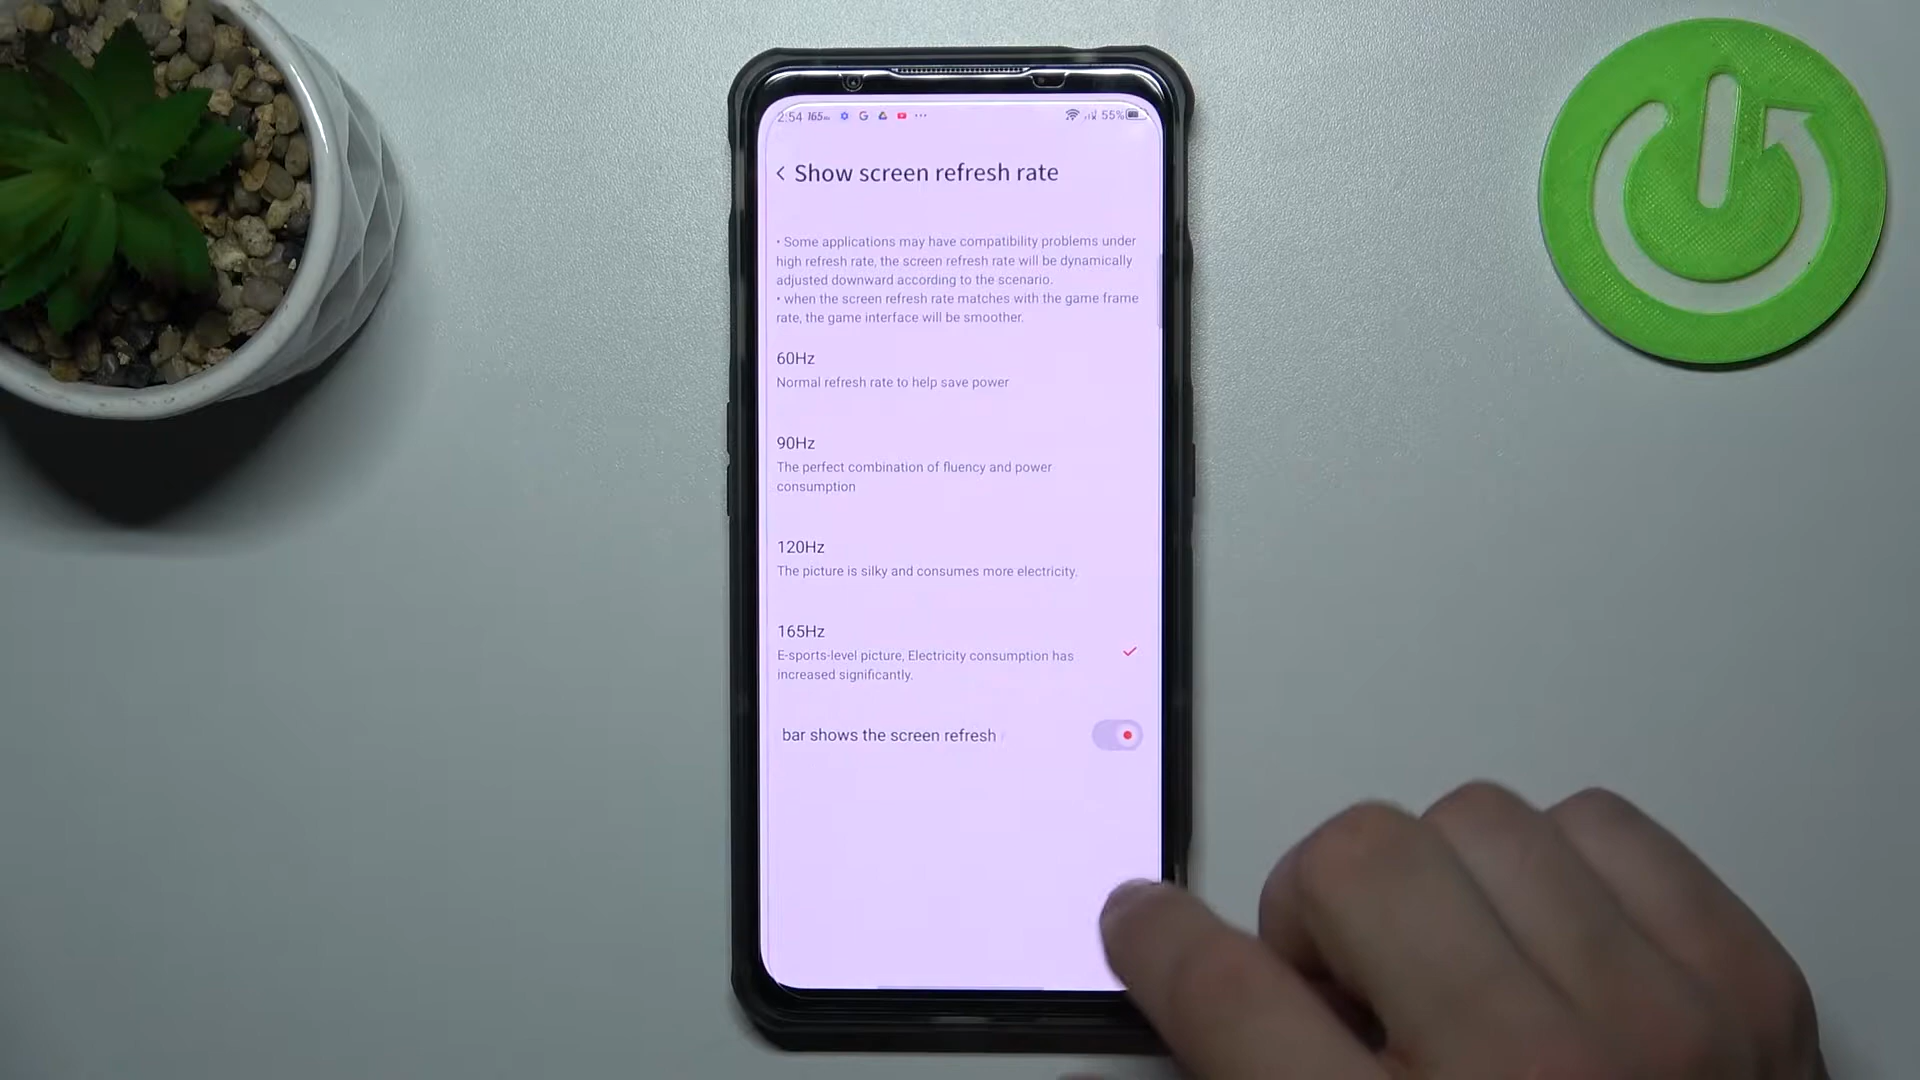 2:54 165Hz G ... 55%
< Show screen refresh rate
• Some applications may have compatibility problems under
high refresh rate, the screen refresh rate will be dynamically
adjusted downward according to the scenario.
• when the screen refresh rate matches with the game frame
rate, the game interface will be smoother.
60Hz
Normal refresh rate to help save power
90Hz
The perfect combination of fluency and power
consumption
120Hz
The picture is silky and consumes more electricity.
165Hz
E-sports-level picture, Electricity consumption has
increased significantly.
bar shows the screen refresh